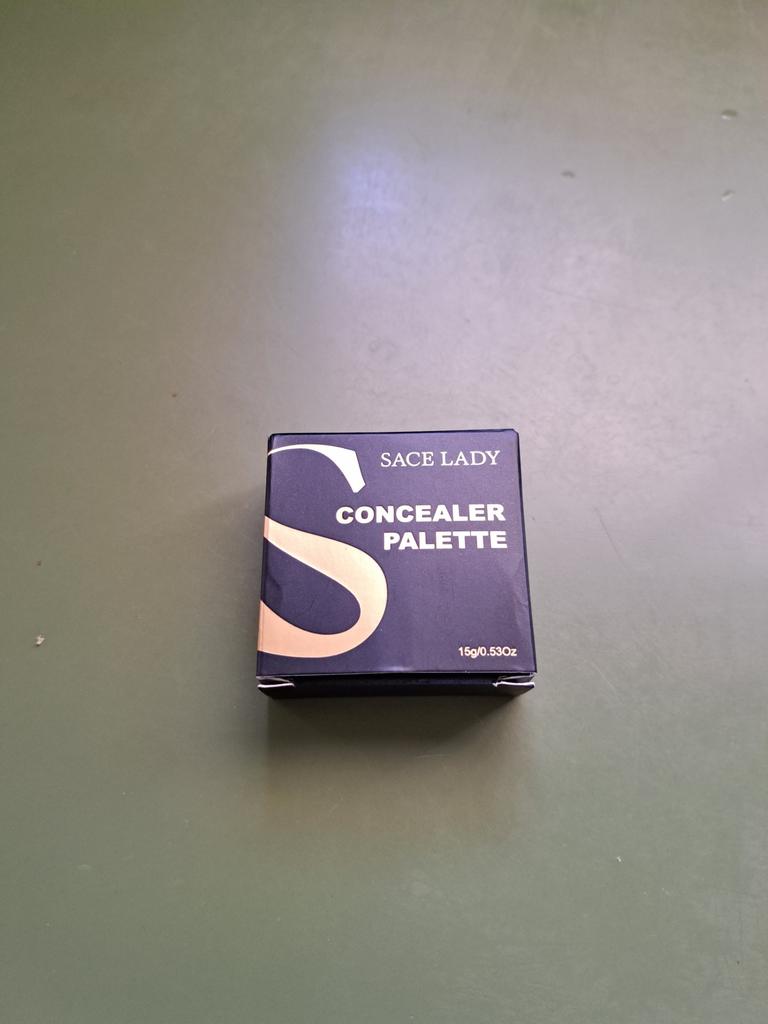 SACE LADY
CONCEALER
PALETTE
15g/0.53Oz